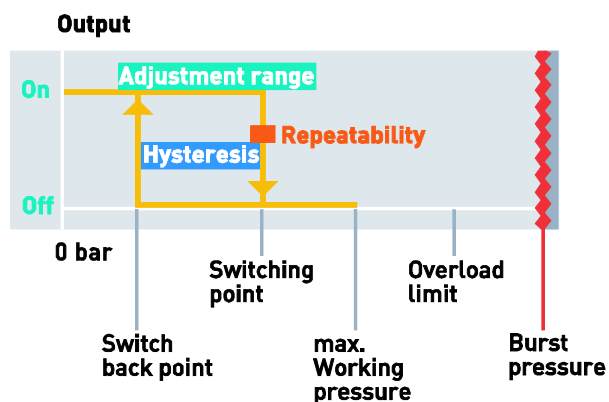 Output
Adjustment range
On
Repeatability
Hysteresis
Off
0 bar
Switching
point
Overload
limit
Switch
back point
max.
Working
pressure
Burst
pressure